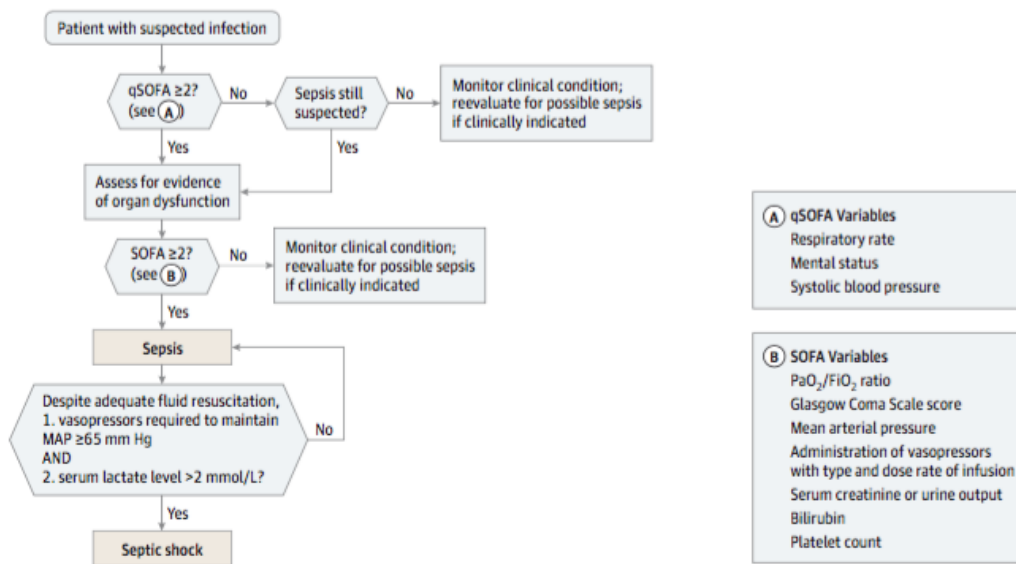 Patient with suspected infection
qSOFA ≥2?
(see A)
No
Sepsis still
suspected?
No
Monitor clinical condition;
reevaluate for possible sepsis
if clinically indicated
Yes
Yes
Assess for evidence
of organ dysfunction
SOFA ≥2?
(see B)
No
Monitor clinical condition;
reevaluate for possible sepsis
if clinically indicated
Yes
Sepsis
Despite adequate fluid resuscitation,
1. vasopressors required to maintain
MAP ≥65 mm Hg
AND
2. serum lactate level >2 mmol/L?
No
Yes
Septic shock
A qSOFA Variables
Respiratory rate
Mental status
Systolic blood pressure
B SOFA Variables
PaO₂/FiO₂ ratio
Glasgow Coma Scale score
Mean arterial pressure
Administration of vasopressors
with type and dose rate of infusion
Serum creatinine or urine output
Bilirubin
Platelet count